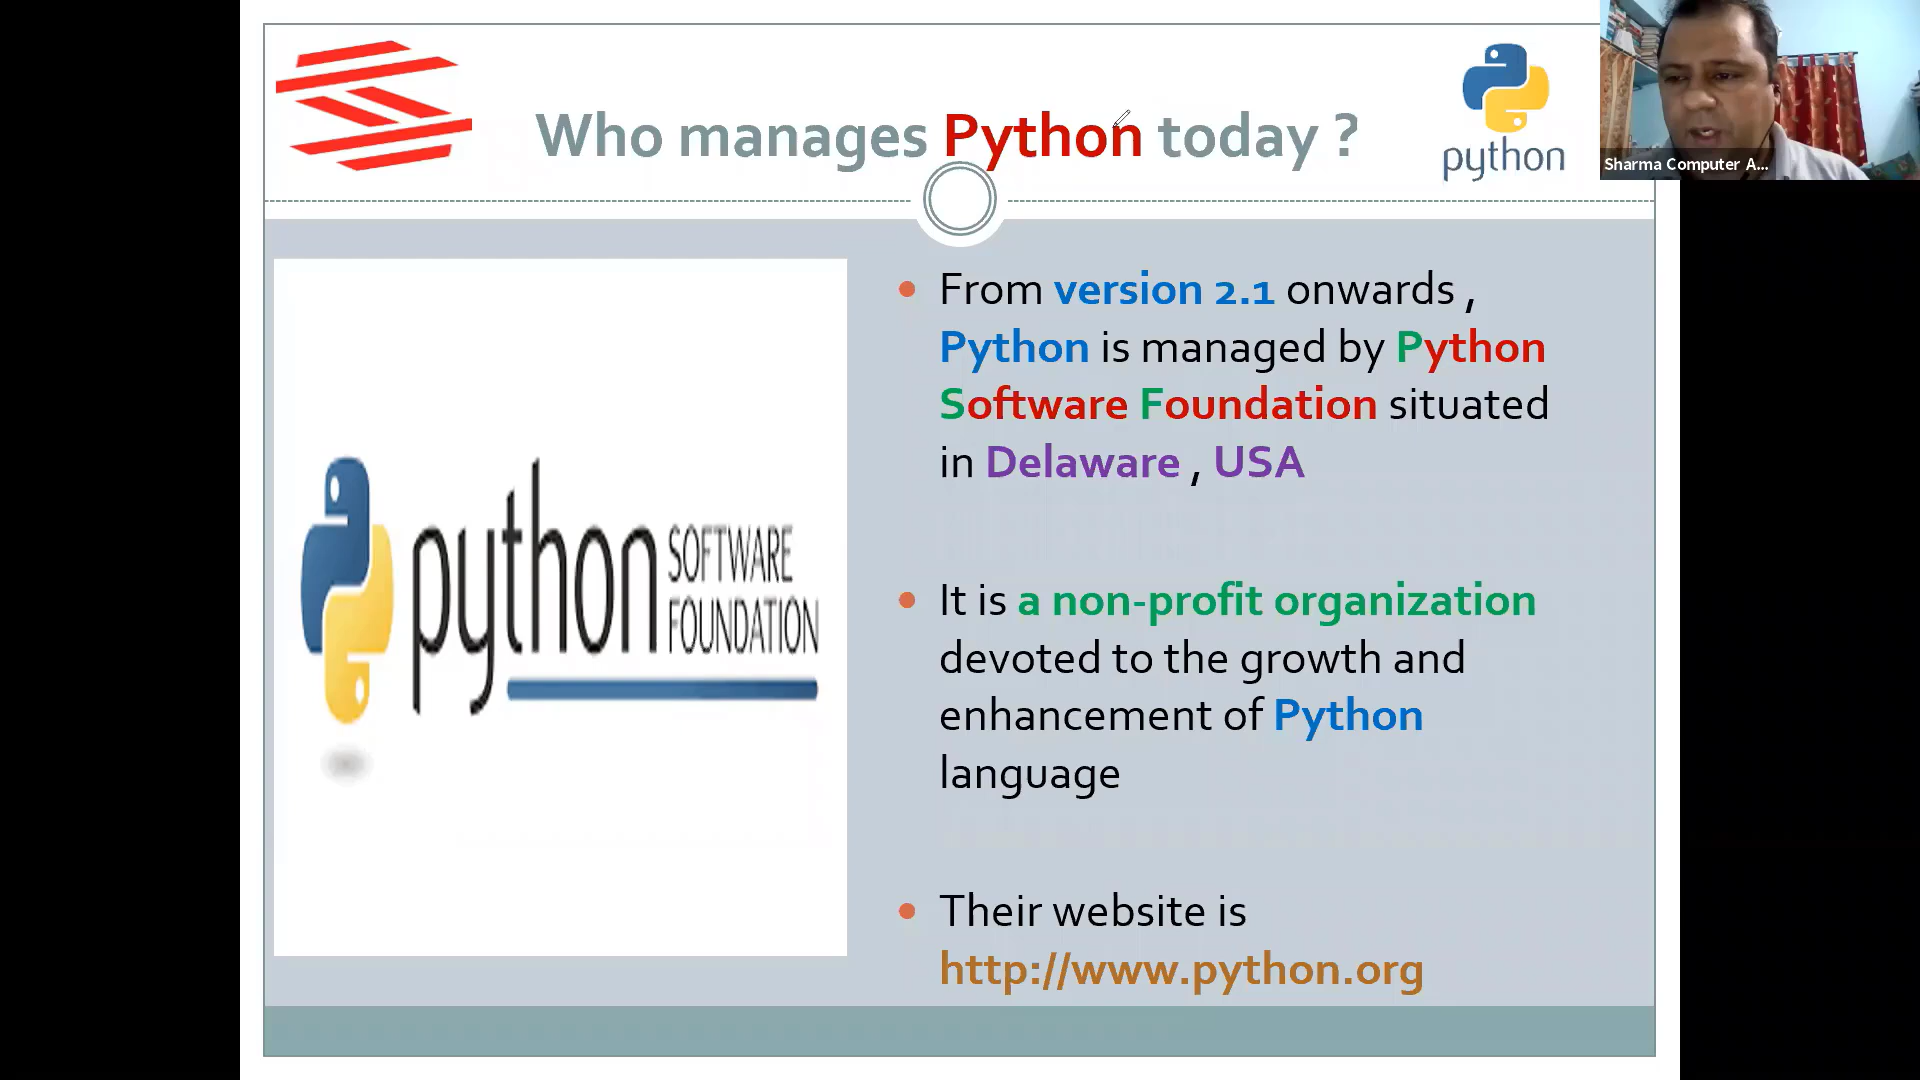 Who manages Python today ?
python
Sharma Computer A...
python SOFTWARE
FOUNDATION
From version 2.1 onwards ,
Python is managed by Python
Software Foundation situated
in Delaware , USA
It is a non-profit organization
devoted to the growth and
enhancement of Python
language
Their website is
http://www.python.org